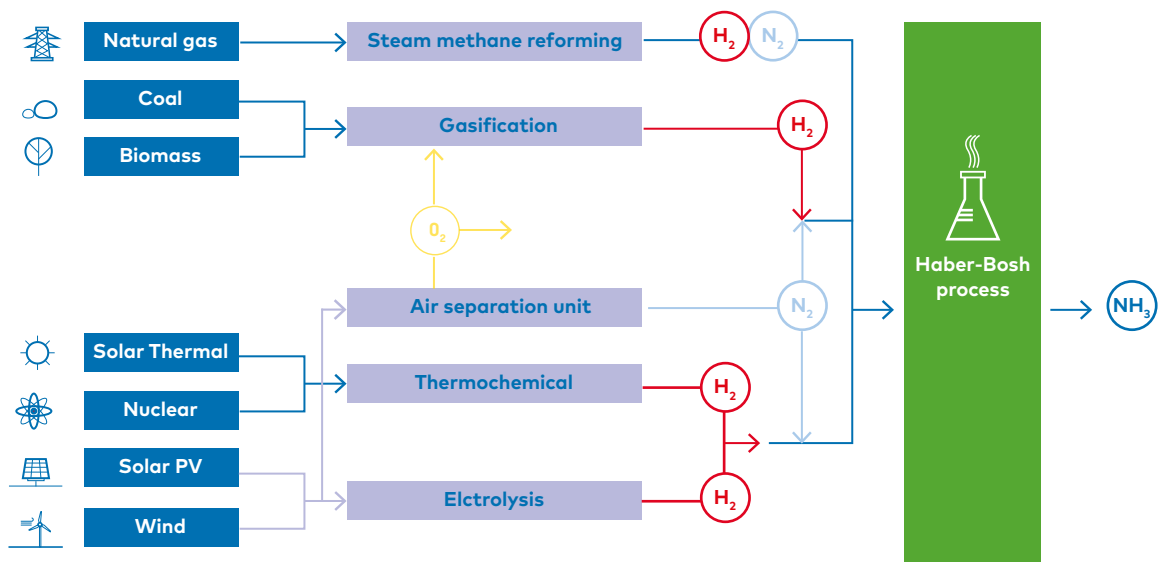 Natural gas
Steam methane reforming
H₂
N₂
Coal
Gasification
H₂
Biomass
O₂
Haber-Bosh
process
Air separation unit
N₂
NH₃
Solar Thermal
Thermochemical
H₂
Nuclear
Solar PV
Elctrolysis
H₂
Wind